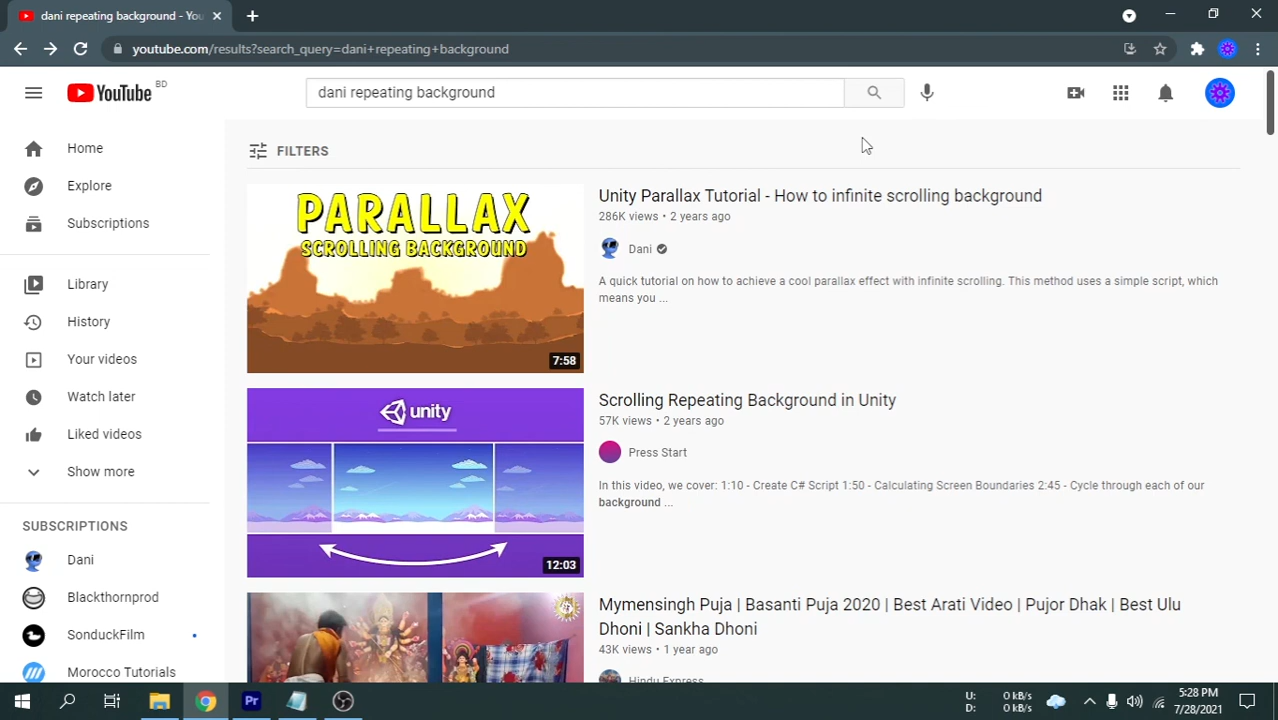 dani repeating background - You
youtube.com/results?search_query=dani+repeating+background
YouTube BD
dani repeating background
Home
Explore
Subscriptions
Library
History
Your videos
Watch later
Liked videos
Show more
SUBSCRIPTIONS
Dani
Blackthornprod
SonduckFilm
Morocco Tutorials
FILTERS
PARALLAX
SCROLLING BACKGROUND
7:58
Unity Parallax Tutorial - How to infinite scrolling background
286K views • 2 years ago
Dani
A quick tutorial on how to achieve a cool parallax effect with infinite scrolling. This method uses a simple script, which
means you ...
unity
12:03
Scrolling Repeating Background in Unity
57K views • 2 years ago
Press Start
In this video, we cover: 1:10 - Create C# Script 1:50 - Calculating Screen Boundaries 2:45 - Cycle through each of our
background ...
Mymensingh Puja | Basanti Puja 2020 | Best Arati Video | Pujor Dhak | Best Ulu
Dhoni | Sankha Dhoni
43K views • 1 year ago
Hindu Express
Pr
U: 0 kB/s
D: 0 kB/s
5:28 PM
7/28/2021